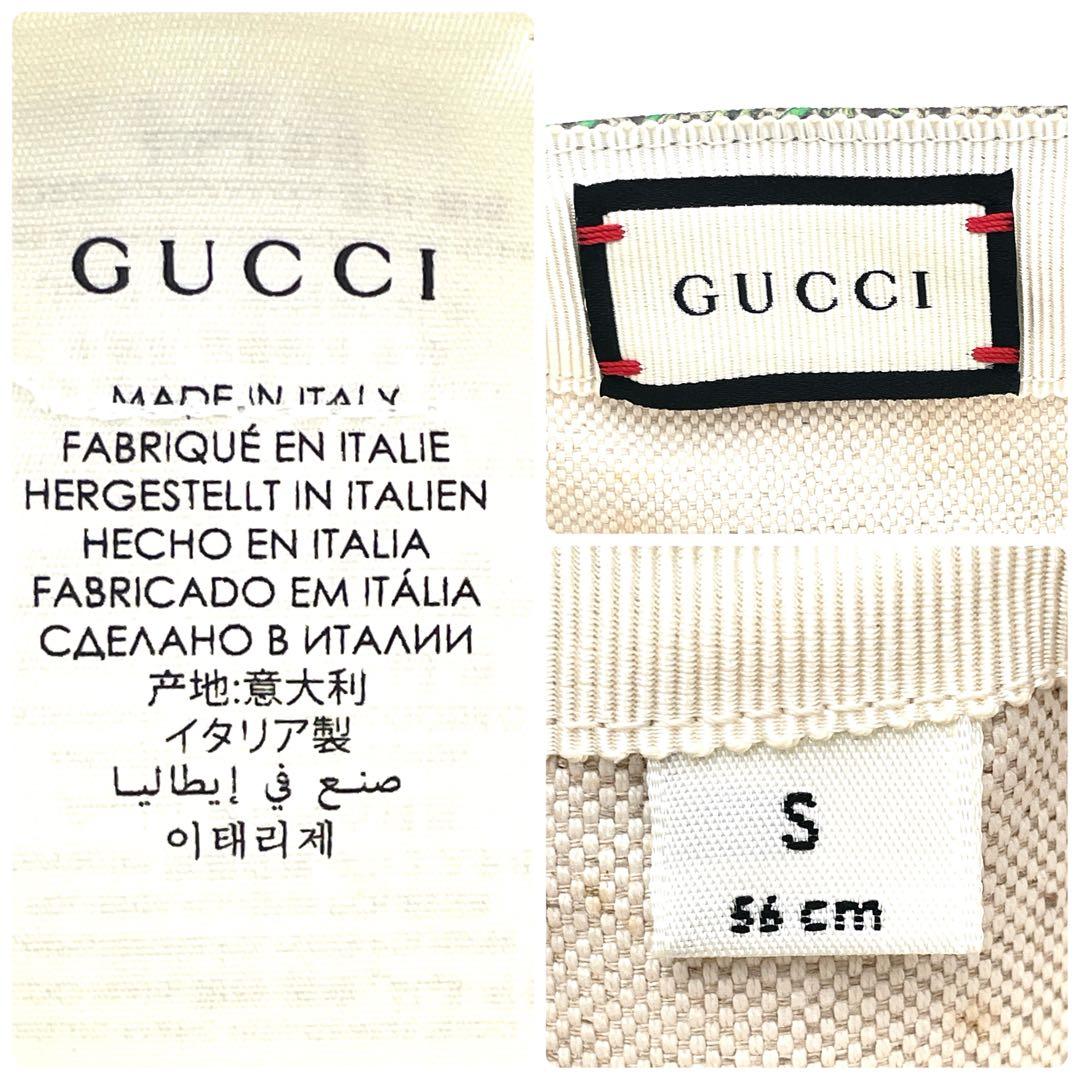 GUCCI
MADE IN ITALY
FABRIQUÉ EN ITALIE
HERGESTELLT IN ITALIEN
HECHO EN ITALIA
FABRICADO EM ITÁLIA
СДЕЛАНО В ИТАЛИИ
产地:意大利
イタリア製
صنع في إيطاليا
이태리제
GUCCI
S
56 cm